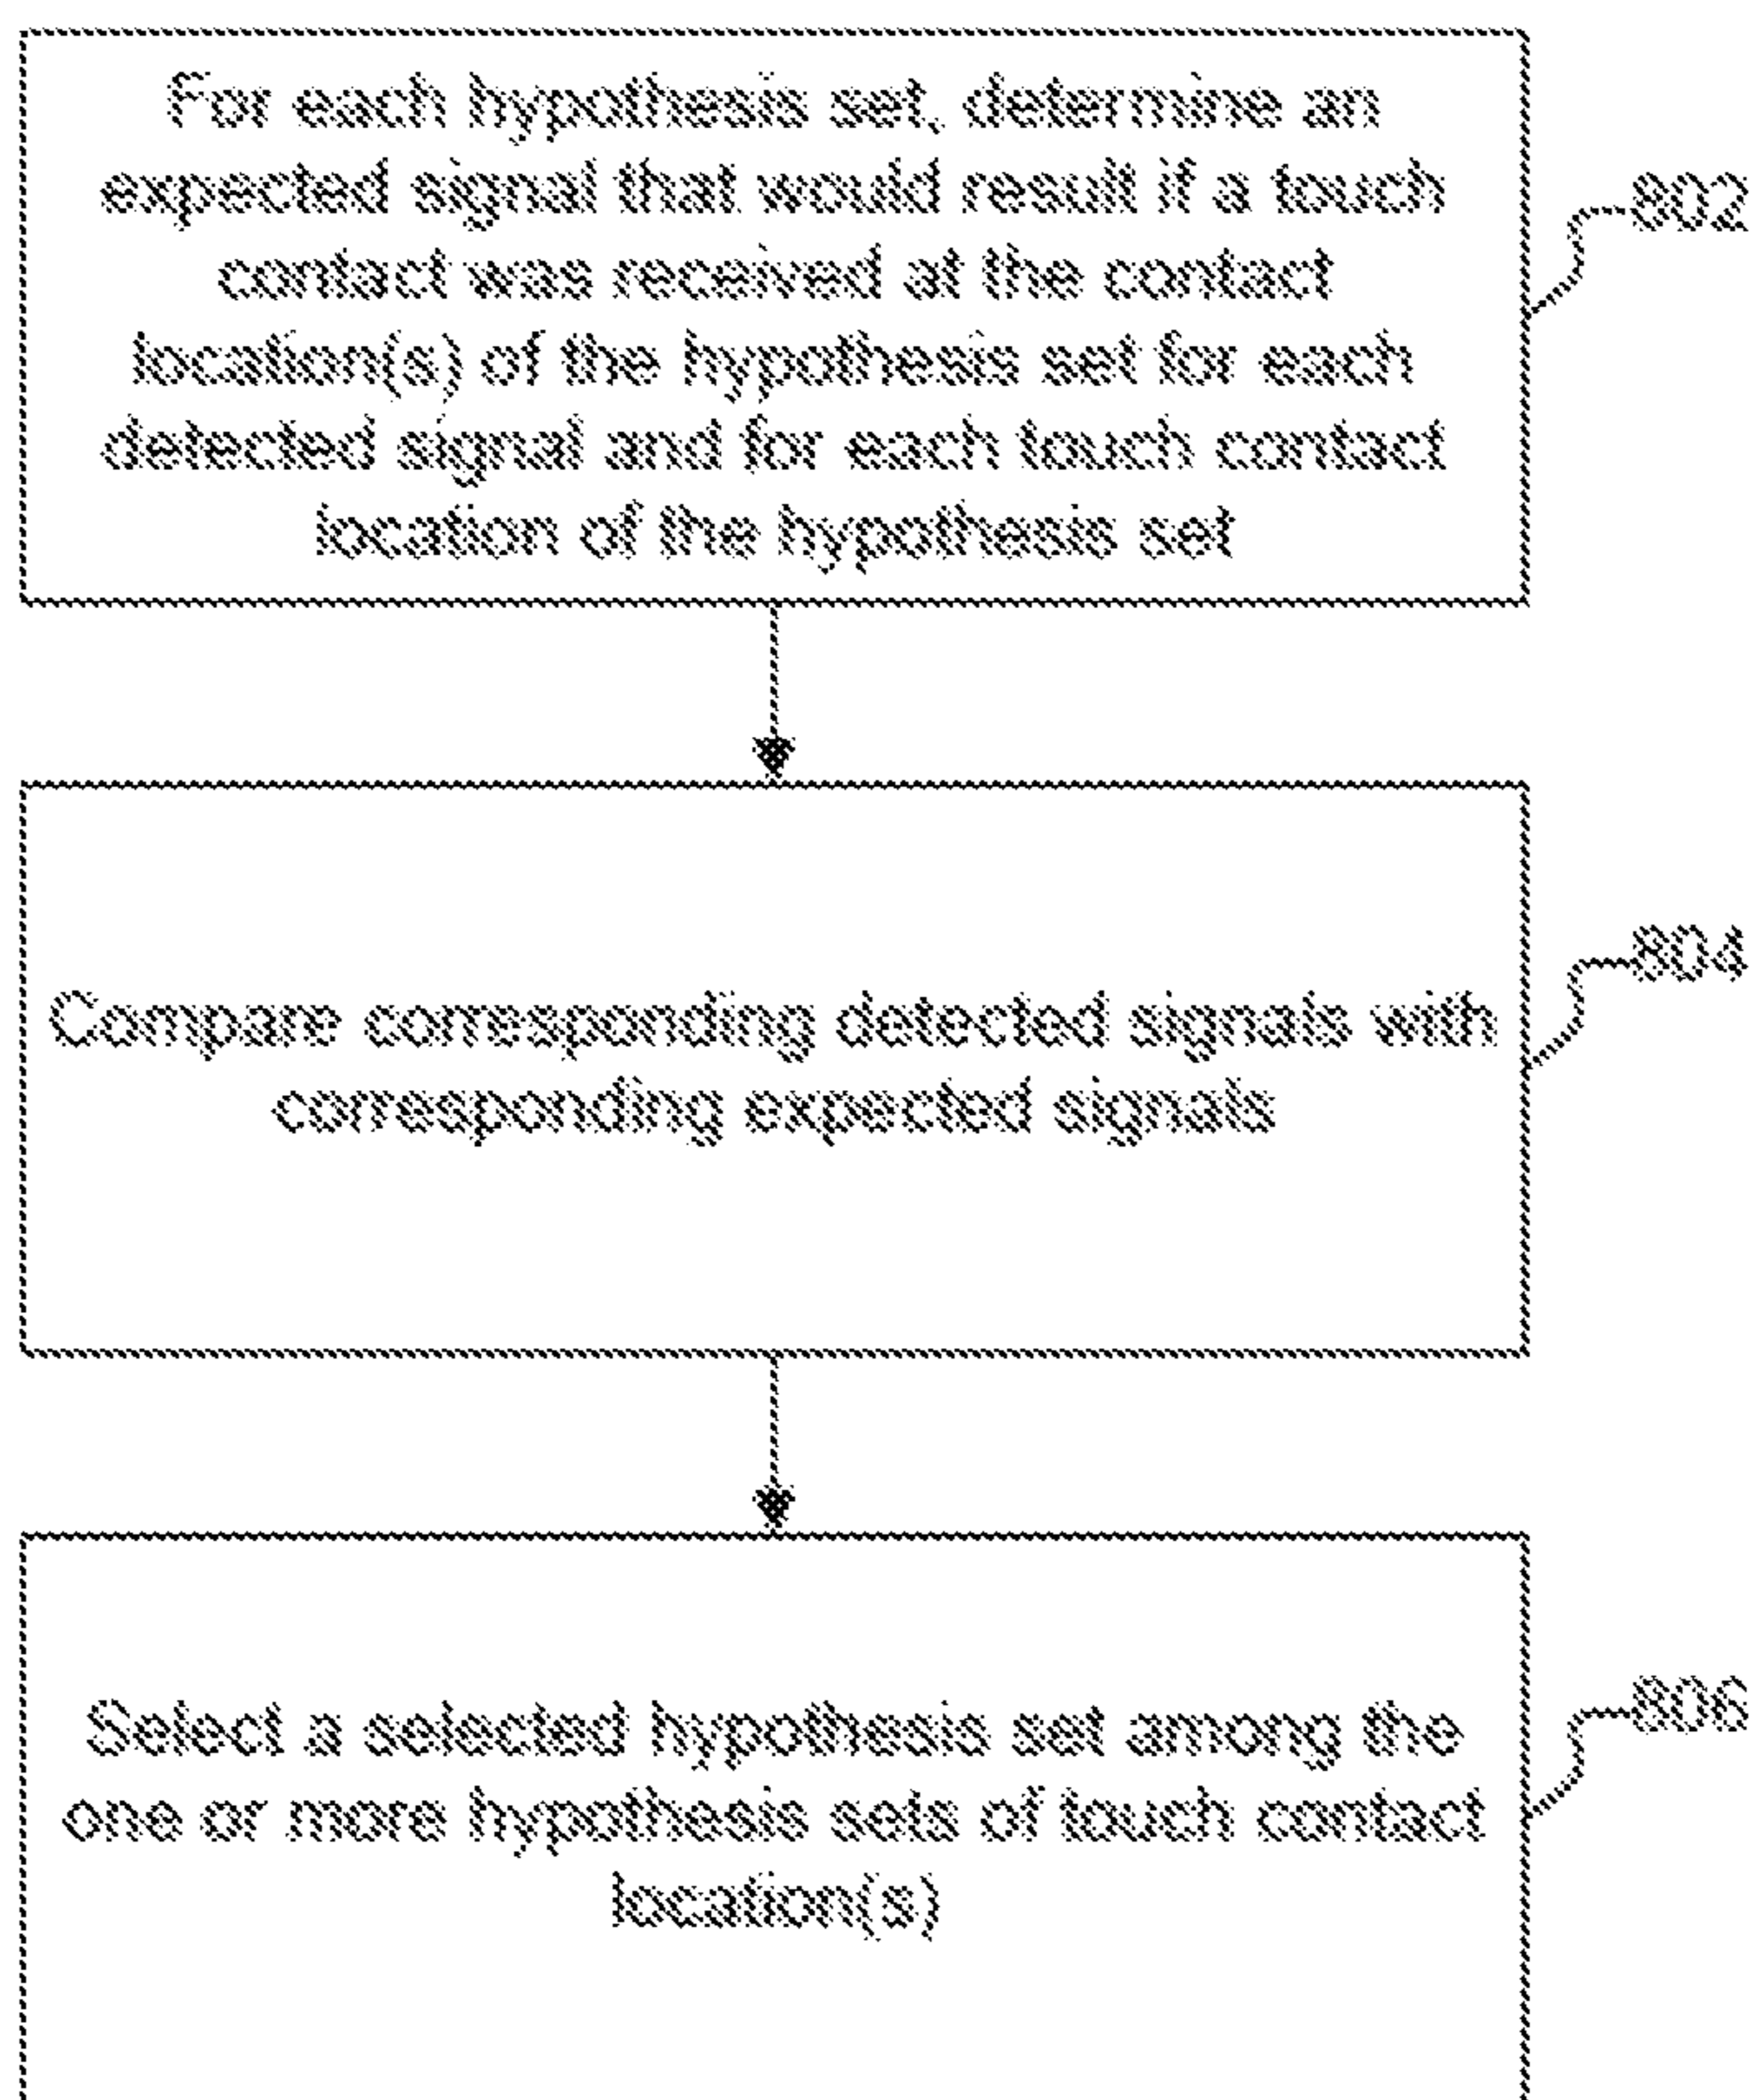 For each hypothesis set, determine an
expected signal that would result if a touch
contact was received at the contact
location(s) of the hypothesis set for each
detected signal and for each touch contact
location of the hypothesis set
802
Compare corresponding detected signals with
corresponding expected signals
804
Select a selected hypothesis set among the
one or more hypothesis sets of touch contact
location(s)
806